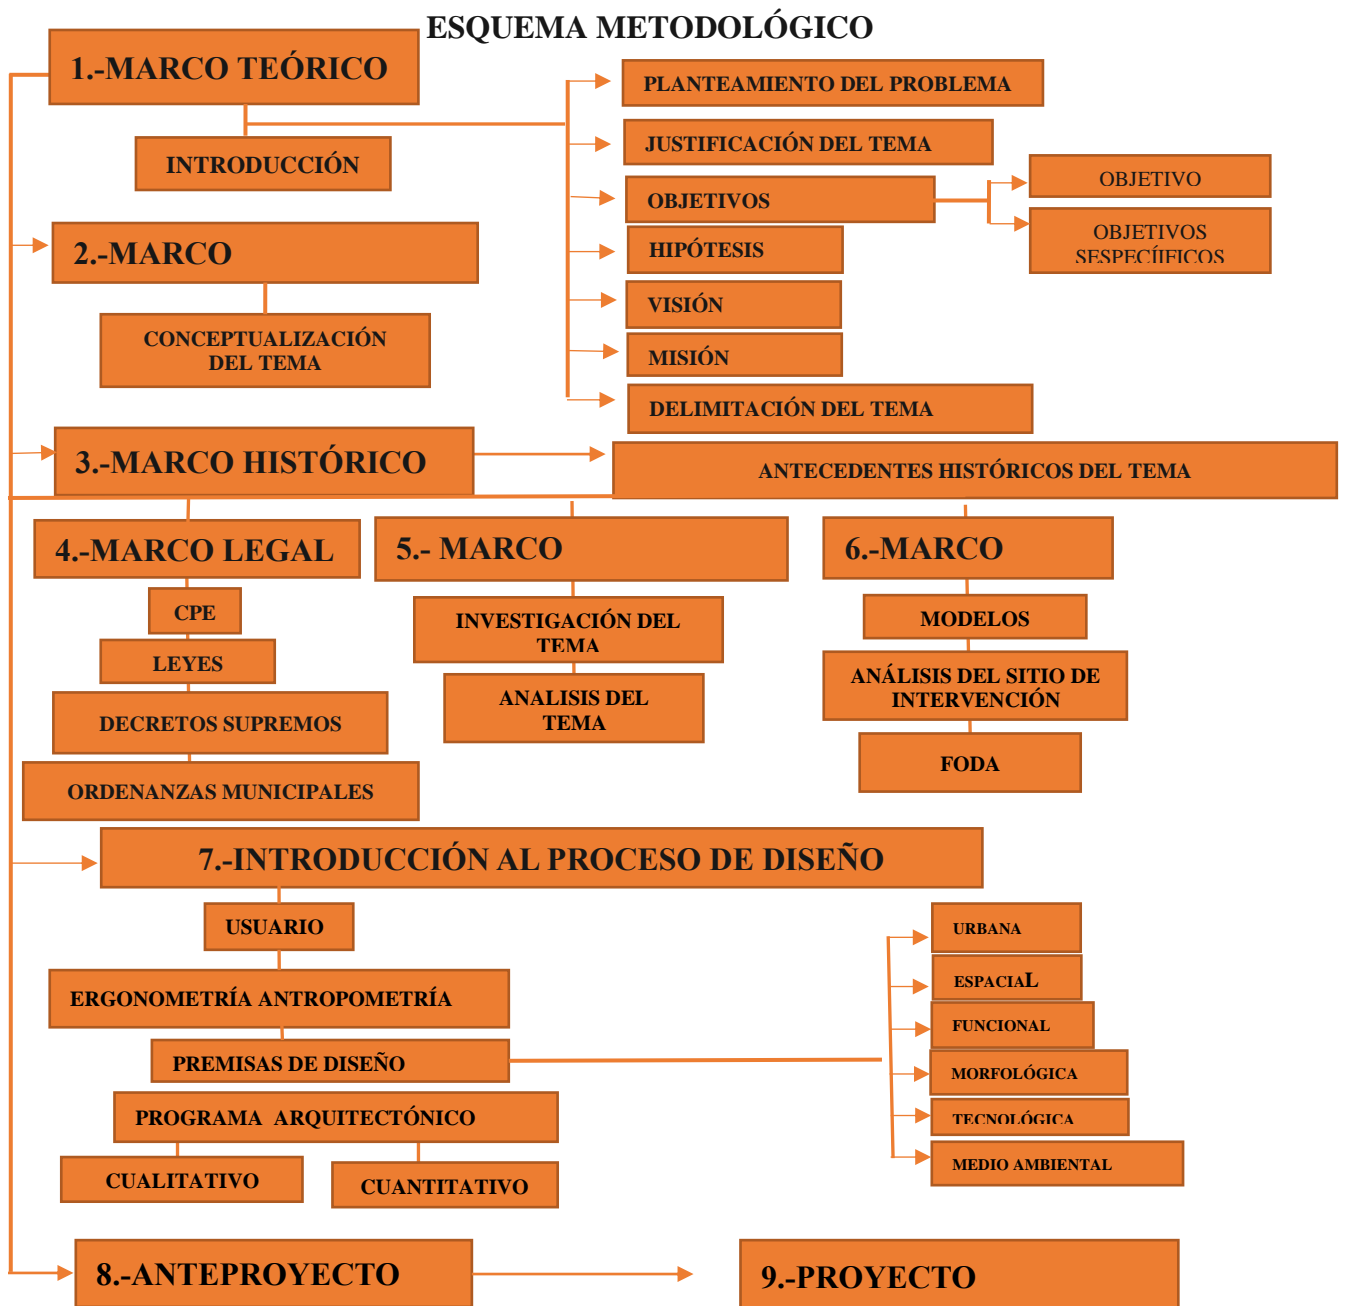 ESQUEMA METODOLÓGICO
1.-MARCO TEÓRICO
INTRODUCCIÓN
PLANTEAMIENTO DEL PROBLEMA
JUSTIFICACIÓN DEL TEMA
OBJETIVOS
OBJETIVO
OBJETIVOS
SESPECÍIFICOS
HIPÓTESIS
VISIÓN
MISIÓN
DELIMITACIÓN DEL TEMA
2.-MARCO
CONCEPTUALIZACIÓN
DEL TEMA
3.-MARCO HISTÓRICO
ANTECEDENTES HISTÓRICOS DEL TEMA
4.-MARCO LEGAL
CPE
LEYES
DECRETOS SUPREMOS
ORDENANZAS MUNICIPALES
5.- MARCO
INVESTIGACIÓN DEL
TEMA
ANALISIS DEL
TEMA
6.-MARCO
MODELOS
ANÁLISIS DEL SITIO DE
INTERVENCIÓN
FODA
7.-INTRODUCCIÓN AL PROCESO DE DISEÑO
USUARIO
ERGONOMETRÍA ANTROPOMETRÍA
PREMISAS DE DISEÑO
URBANA
ESPACIAL
FUNCIONAL
MORFOLÓGICA
TECNOLÓGICA
MEDIO AMBIENTAL
PROGRAMA ARQUITECTÓNICO
CUALITATIVO
CUANTITATIVO
8.-ANTEPROYECTO
9.-PROYECTO